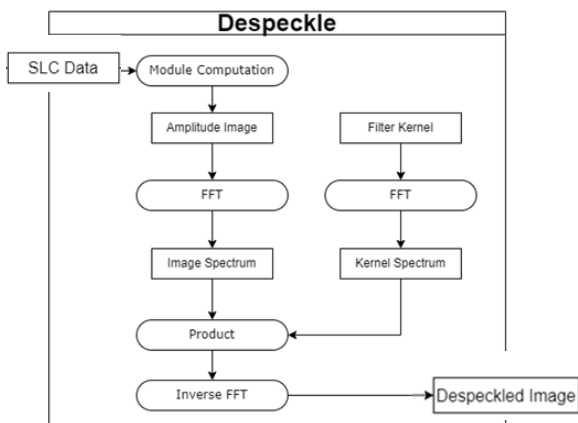 Despeckle
SLC Data
Module Computation
Amplitude Image
Filter Kernel
FFT
FFT
Image Spectrum
Kernel Spectrum
Product
Inverse FFT
Despeckled Image